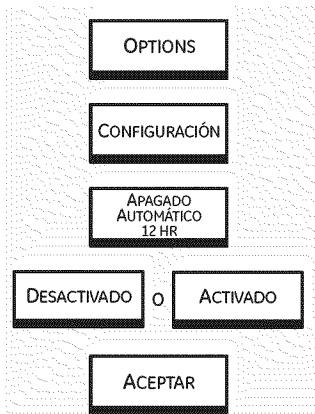 OPTIONS
CONFIGURACIÓN
APAGADO
AUTOMÁTICO
12 HR
DESACTIVADO O ACTIVADO
ACEPTAR